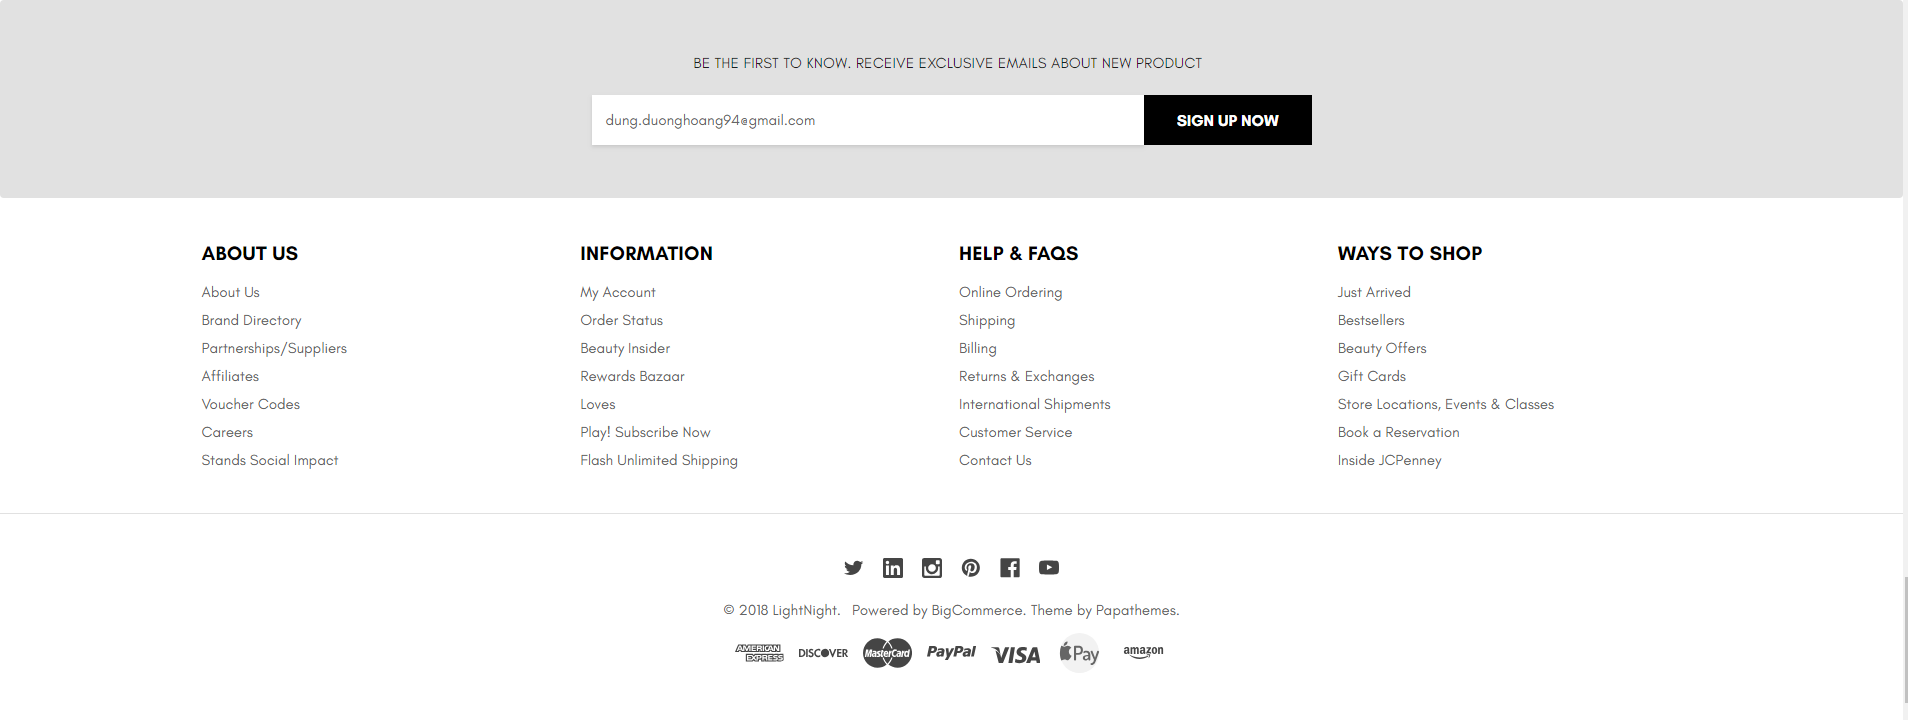 BE THE FIRST TO KNOW. RECEIVE EXCLUSIVE EMAILS ABOUT NEW PRODUCT
dung.duonghoang94@gmail.com
SIGN UP NOW
ABOUT US
About Us
Brand Directory
Partnerships/Suppliers
Affiliates
Voucher Codes
Careers
Stands Social Impact
INFORMATION
My Account
Order Status
Beauty Insider
Rewards Bazaar
Loves
Play! Subscribe Now
Flash Unlimited Shipping
HELP & FAQS
Online Ordering
Shipping
Billing
Returns & Exchanges
International Shipments
Customer Service
Contact Us
WAYS TO SHOP
Just Arrived
Bestsellers
Beauty Offers
Gift Cards
Store Locations, Events & Classes
Book a Reservation
Inside JCPenney
in
© 2018 LightNight. Powered by BigCommerce. Theme by Papathemes.
AMERICAN EXPRESS
DISCOVER
MasterCard
PayPal
VISA
Pay
amazon